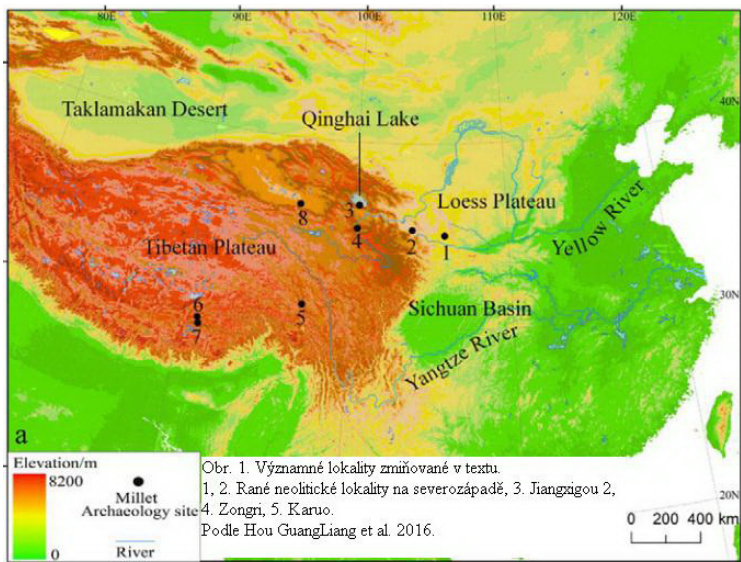 80E
90E
100E
110E
120E
Taklamakan Desert
Qinghai Lake
40N
Loess Plateau
3
8
4
2
1
Yellow River
Tibetan Plateau
30N
6
7
5
Sichuan Basin
Yangtze River
a
Elevation/m
8200
0
Millet
Archaeology site
River
Obr. 1. Významné lokality zmiňované v textu.
1, 2. Rané neolitické lokality na severozápadě, 3. Jiangxigou 2,
4. Zongri, 5. Karuo.
Podle Hou GuangLiang et al. 2016.
20N
0 200 400 km